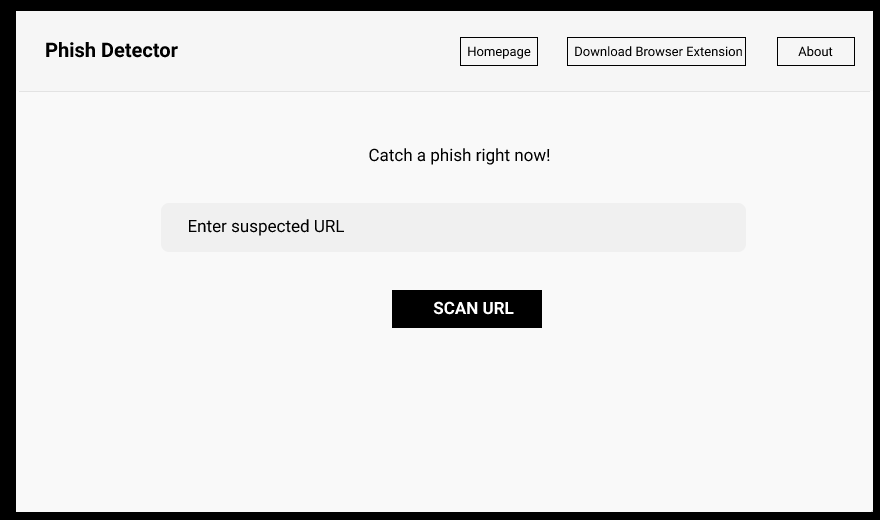 Phish Detector
Homepage
Download Browser Extension
About
Catch a phish right now!
Enter suspected URL
SCAN URL